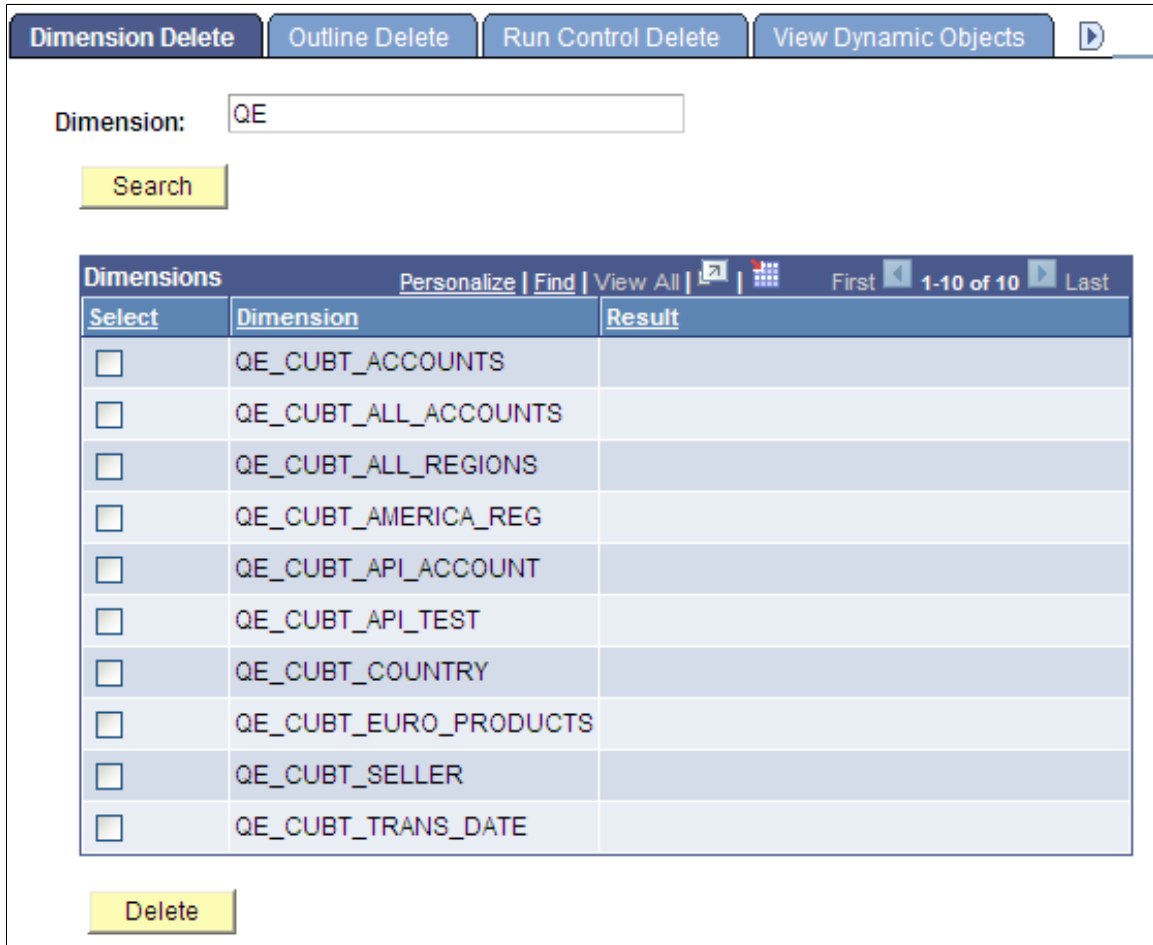 Dimension Delete Outline Delete Run Control Delete View Dynamic Objects
Dimension: QE
Search
Dimensions Personalize | Find | View All | | First 1-10 of 10 Last
Select Dimension Result
QE_CUBT_ACCOUNTS
QE_CUBT_ALL_ACCOUNTS
QE_CUBT_ALL_REGIONS
QE_CUBT_AMERICA_REG
QE_CUBT_API_ACCOUNT
QE_CUBT_API_TEST
QE_CUBT_COUNTRY
QE_CUBT_EURO_PRODUCTS
QE_CUBT_SELLER
QE_CUBT_TRANS_DATE
Delete